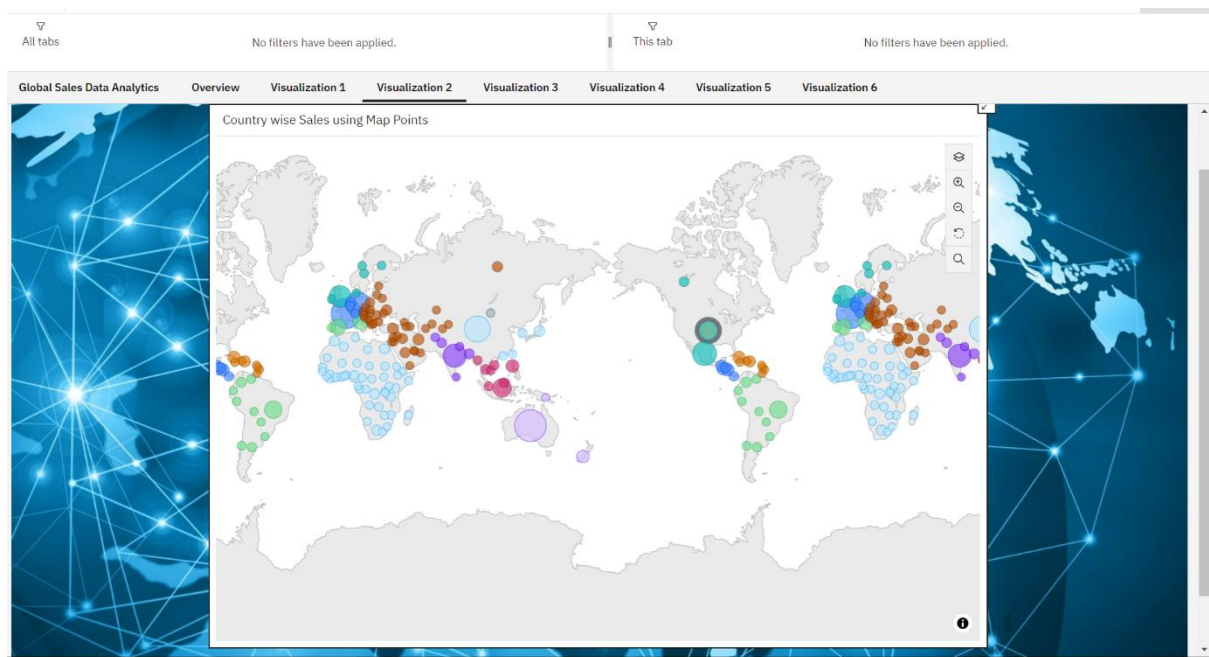 All tabs
No filters have been applied.
This tab
No filters have been applied.
Global Sales Data Analytics Overview Visualization 1 Visualization 2 Visualization 3 Visualization 4 Visualization 5 Visualization 6
Country wise Sales using Map Points